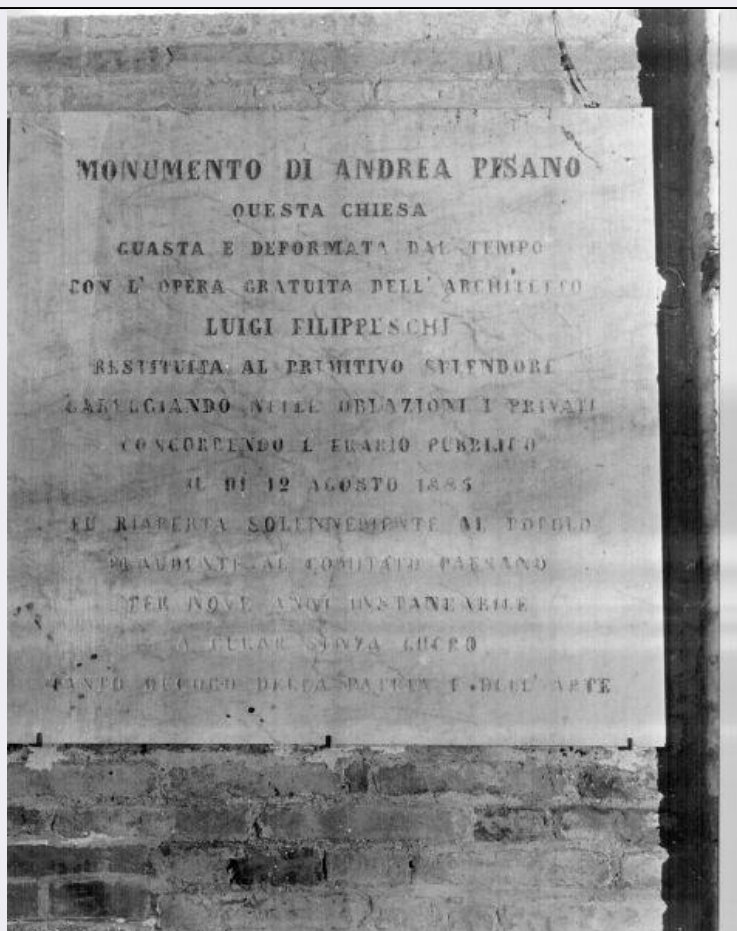 MONUMENTO DI ANDREA PISANO
QUESTA CHIESA
GUASTA E DEFORMATA DAL TEMPO
CON L' OPERA GRATUITA DELL' ARCHITETTO
LUIGI FILIPPESCHI
RESTITUITA AL PRIMITIVO SPLENDORE
GAREGGIANDO NELLE OBLAZIONI I PRIVATI
CONCORRENDO L ERARIO PUBBLICO
IL DI 12 AGOSTO 1885
FU RIAPERTA SOLENNEMENTE AL POPOLO
PLAUDENTE AL COMITATO PAESANO
PER NOVE ANNI INSTANCABILE
A CURAR SENZA LUCRO
TANTO DECORO DELLA PATRIA E DELL' ARTE